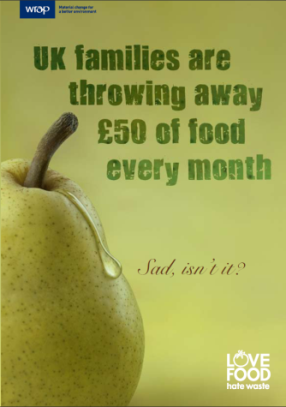 wrap
Material change for
a better environment
UK families are
throwing away
£50 of food
every month
Sad, isn't it?
LOVE
FOOD
hate waste